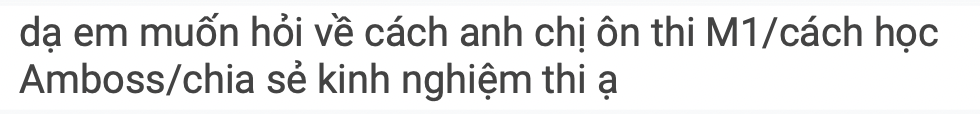 dạ em muốn hỏi về cách anh chị ôn thi M1/cách học
Amboss/chia sẻ kinh nghiệm thi ạ